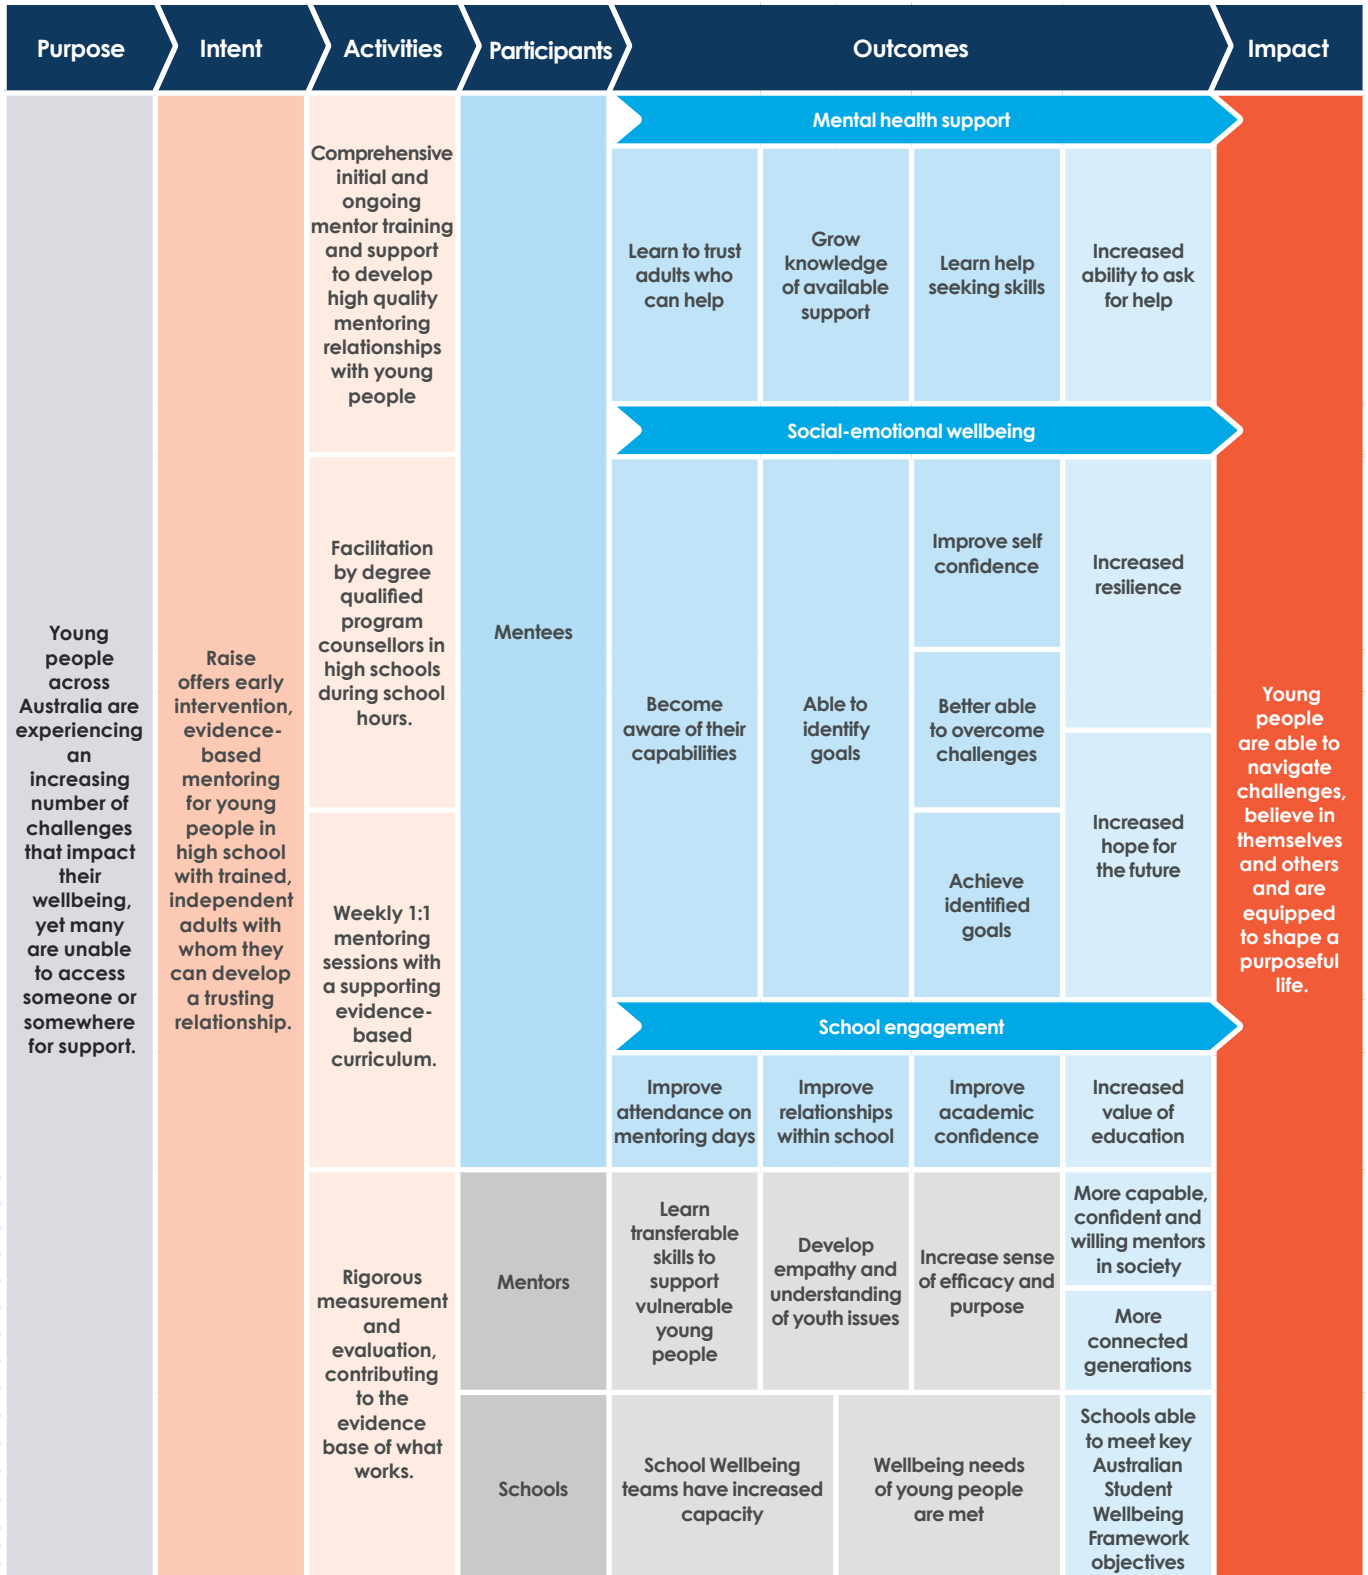 Purpose
Intent
Activities
Participants
Outcomes
Impact
Young
people
across
Australia are
experiencing
an
increasing
number of
challenges
that impact
their
wellbeing,
yet many
are unable
to access
someone or
somewhere
for support.
Raise
offers early
intervention,
evidence-
based
mentoring
for young
people in
high school
with trained,
independent
adults with
whom they
can develop
a trusting
relationship.
Comprehensive
initial and
ongoing
mentor training
and support
to develop
high quality
mentoring
relationships
with young
people
Facilitation
by degree
qualified
program
counsellors in
high schools
during school
hours.
Weekly 1:1
mentoring
sessions with
a supporting
evidence-
based
curriculum.
Rigorous
measurement
and
evaluation,
contributing
to the
evidence
base of what
works.
Mentees
Mental health support
Learn to trust
adults who
can help
Grow
knowledge
of available
support
Learn help
seeking skills
Increased
ability to ask
for help
Social-emotional wellbeing
Become
aware of their
capabilities
Able to
identify
goals
Improve self
confidence
Better able
to overcome
challenges
Achieve
identified
goals
Increased
resilience
Increased
hope for
the future
School engagement
Improve
attendance on
mentoring days
Improve
relationships
within school
Improve
academic
confidence
Increased
value of
education
Mentors
Learn
transferable
skills to
support
vulnerable
young
people
Develop
empathy and
understanding
of youth issues
Increase sense
of efficacy and
purpose
More capable,
confident and
willing mentors
in society
More
connected
generations
Schools
School Wellbeing
teams have increased
capacity
Wellbeing needs
of young people
are met
Schools able
to meet key
Australian
Student
Wellbeing
Framework
objectives
Young
people
are able to
navigate
challenges,
believe in
themselves
and others
and are
equipped
to shape a
purposeful
life.